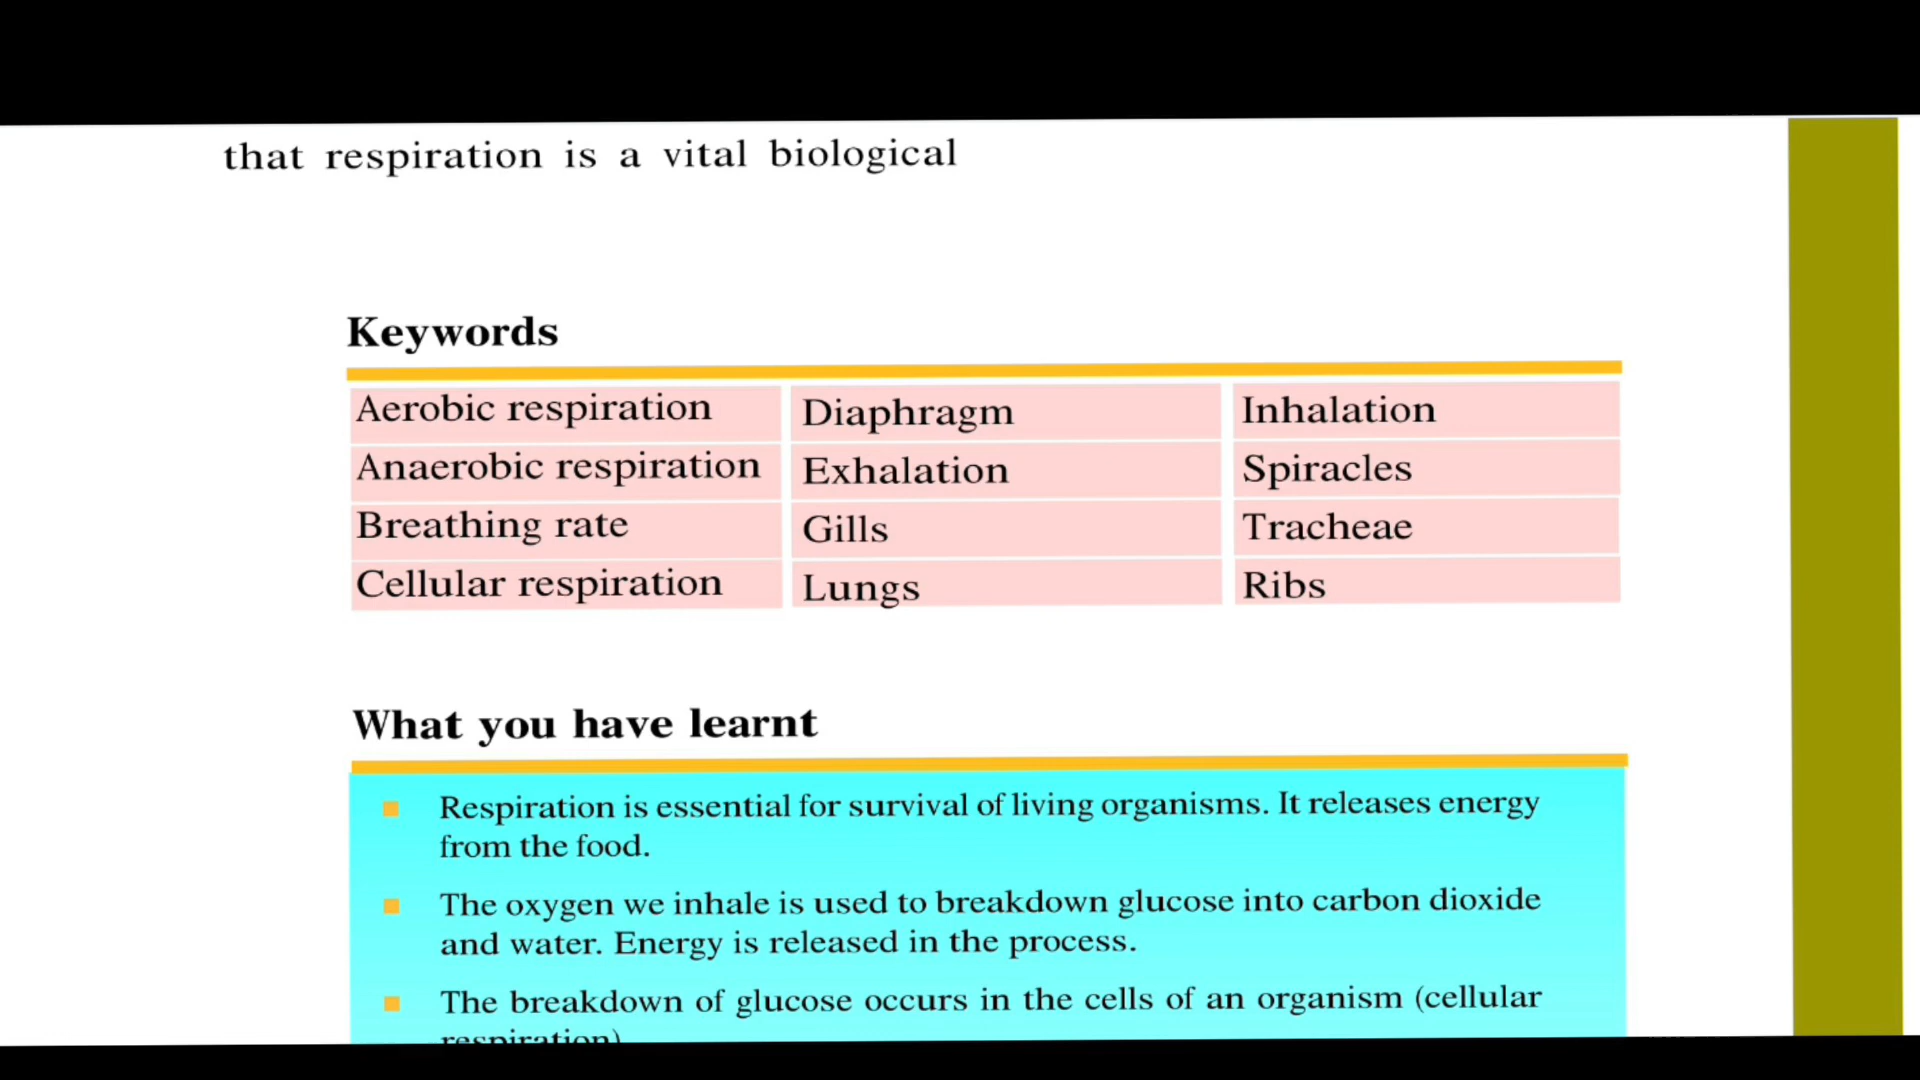 that respiration is a vital biological
Keywords
Aerobic respiration Diaphragm Inhalation
Anaerobic respiration Exhalation Spiracles
Breathing rate Gills Tracheae
Cellular respiration Lungs Ribs
What you have learnt
Respiration is essential for survival of living organisms. It releases energy
from the food.
The oxygen we inhale is used to breakdown glucose into carbon dioxide
and water. Energy is released in the process.
The breakdown of glucose occurs in the cells of an organism (cellular
respiration)